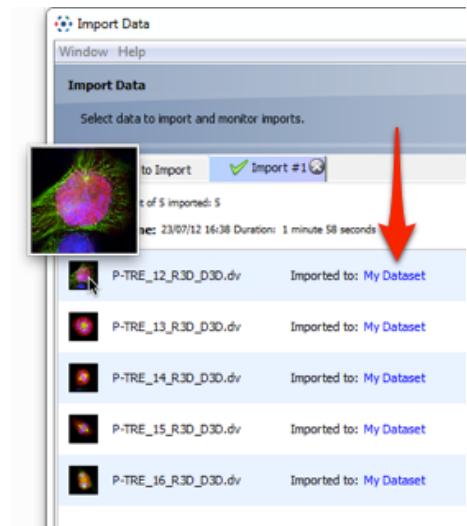 Import Data
Window Help
Import Data
Select data to import and monitor imports.
to Import Import #1
t of 5 imported: 5
e: 23/07/12 16:38 Duration: 1 minute 58 seconds
P-TRE_12_R3D_D3D.dv Imported to: My Dataset
P-TRE_13_R3D_D3D.dv Imported to: My Dataset
P-TRE_14_R3D_D3D.dv Imported to: My Dataset
P-TRE_15_R3D_D3D.dv Imported to: My Dataset
P-TRE_16_R3D_D3D.dv Imported to: My Dataset